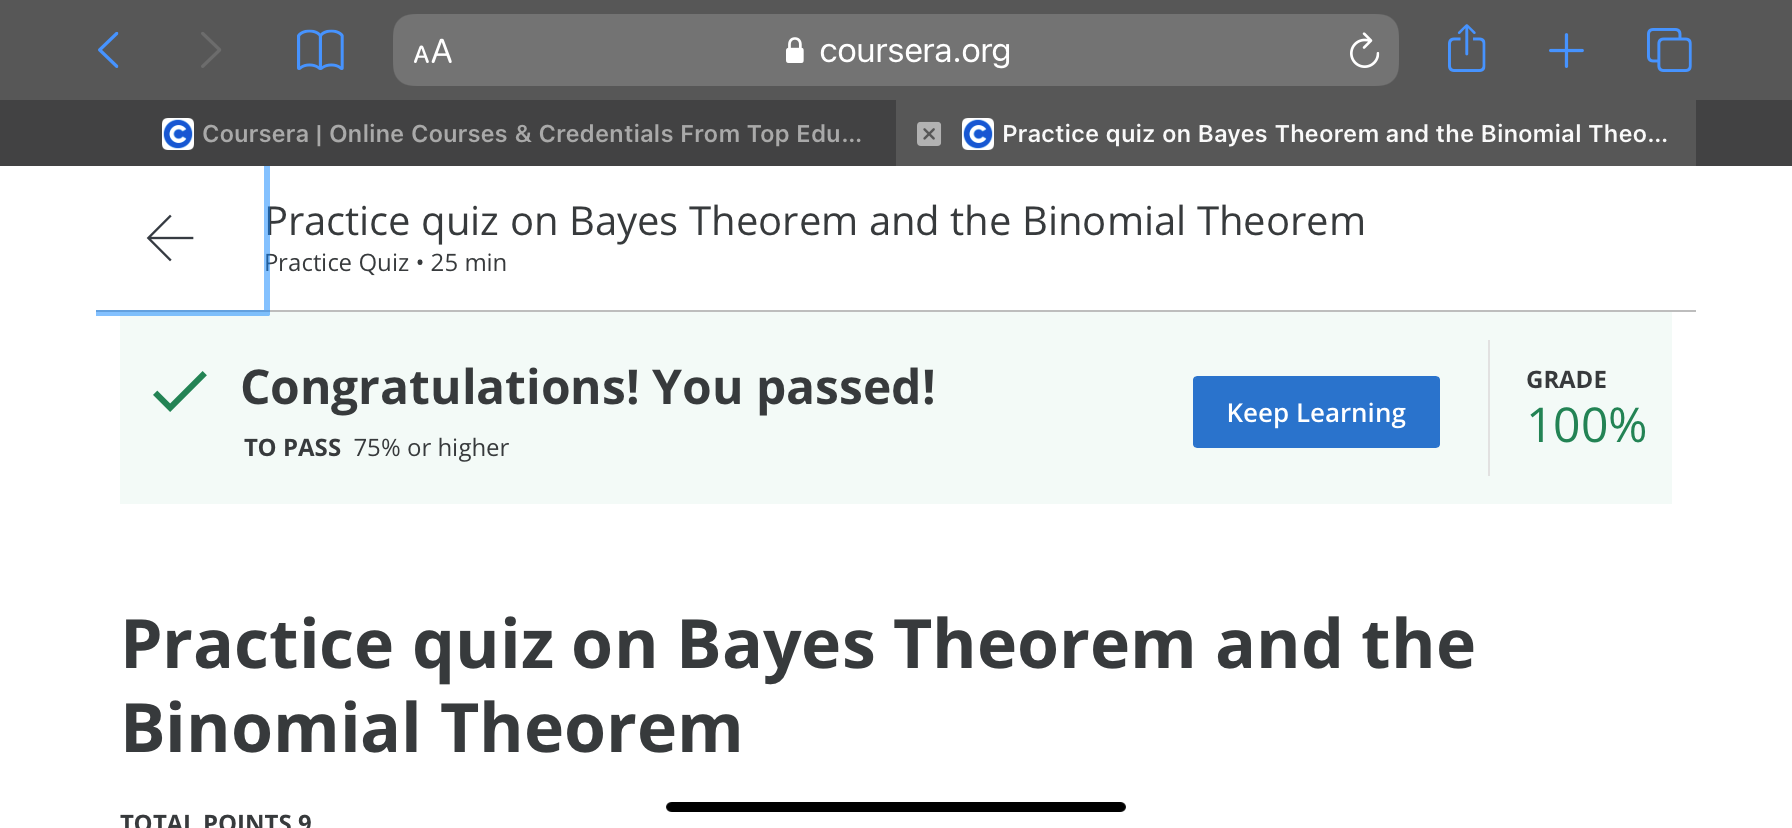 AA coursera.org
Coursera | Online Courses & Credentials From Top Edu...
Practice quiz on Bayes Theorem and the Binomial Theo...
Practice quiz on Bayes Theorem and the Binomial Theorem
Practice Quiz • 25 min
Congratulations! You passed!
TO PASS 75% or higher
Keep Learning
GRADE
100%
Practice quiz on Bayes Theorem and the
Binomial Theorem
TOTAL POINTS 9